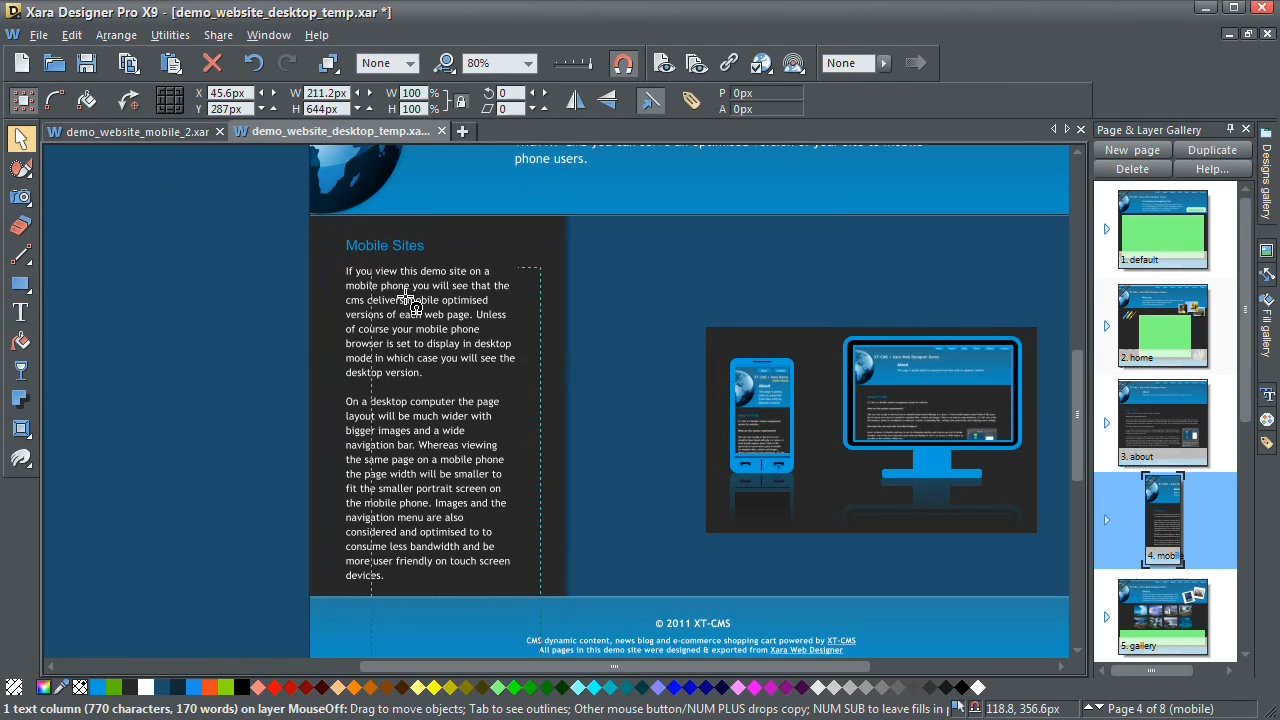 Xara Designer Pro X9 - [demo_website_desktop_temp.xar *]
File Edit Arrange Utilities Share Window Help
None 80% None
X 45.6px W 211.2px W 100 % 0 P 0px
Y 287px H 644px H 100 % 0 A 0px
demo_website_mobile_2.xar demo_website_desktop_temp.xa... Page & Layer Gallery
New page Duplicate
Delete Help...
phone users.
Mobile Sites
If you view this demo site on a
mobile phone you will see that the
cms delivers mobile optimised
versions of each web page. Unless
of course your mobile phone
browser is set to display in desktop
mode in which case you will see the
desktop version.
On a desktop computer the page
layout will be much wider with
bigger images and a wide
navigation bar. Whereas viewing
the same page on a mobile phone
the page width will be smaller to
fit the smaller portrait screen on
the mobile phone. Images and the
navigation menu are also
considered and optimised to to
consume less bandwidth and be
more user friendly on touch screen
devices.
XT-CMS + Xara Web Designer Demo
About
© 2011 XT-CMS
CMS dynamic content, news blog and e-commerce shopping cart powered by XT-CMS
All pages in this demo site were designed & exported from Xara Web Designer
1. default
2. home
3. about
4. mobile
5. gallery
Designs gallery
Fill Gallery
1 text column (770 characters, 170 words) on layer MouseOff: Drag to move objects; Tab to see outlines; Other mouse button/NUM PLUS drops copy; NUM SUB to leave fills in p 118.8, 356.6px Page 4 of 8 (mobile)